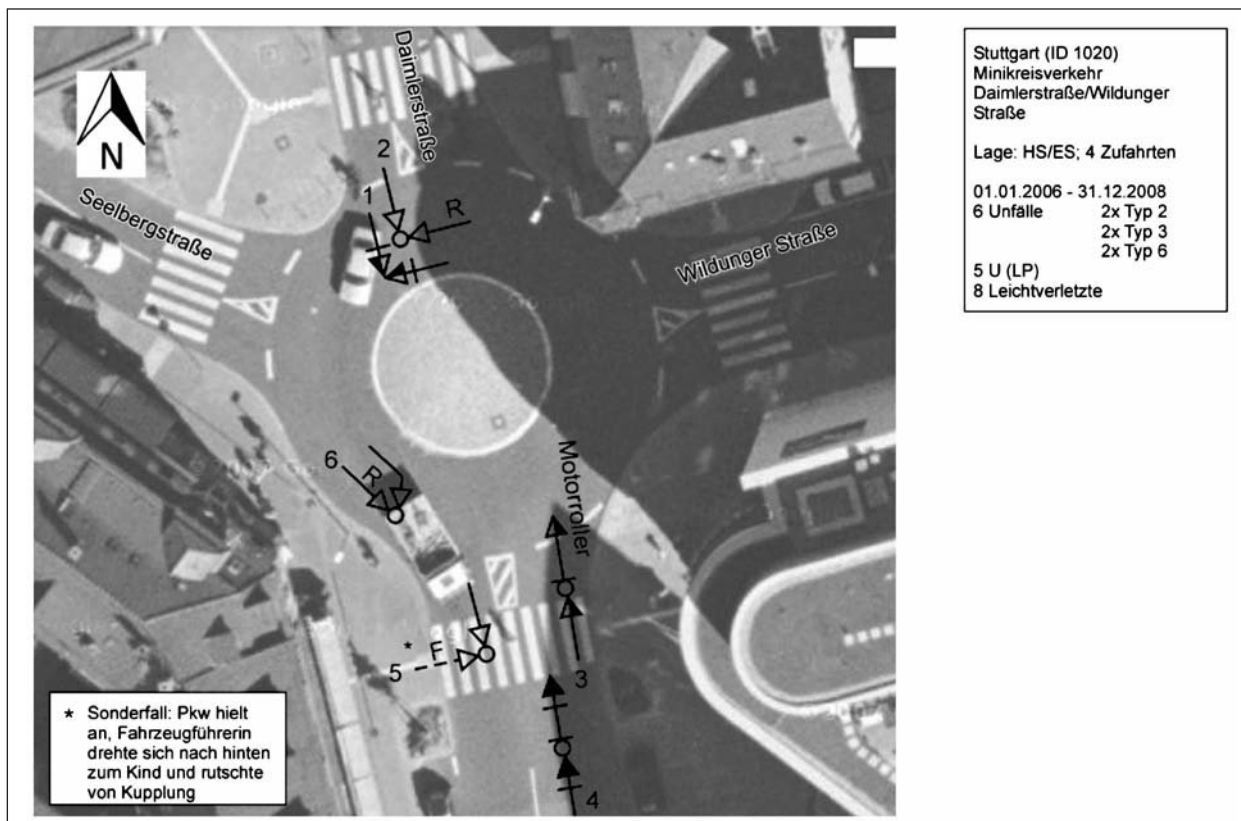 Daimlerstraße
N
Seelbergstraße
2
1
R
Wildunger Straße
6
R
Motorroller
* F
5
3
4
* Sonderfall: Pkw hielt
an, Fahrzeugführerin
drehte sich nach hinten
zum Kind und rutschte
von Kupplung
Stuttgart (ID 1020)
Minikreisverkehr
Daimlerstraße/Wildunger
Straße
Lage: HS/ES; 4 Zufahrten
01.01.2006 - 31.12.2008
6 Unfälle 2x Typ 2
2x Typ 3
2x Typ 6
5 U (LP)
8 Leichtverletzte